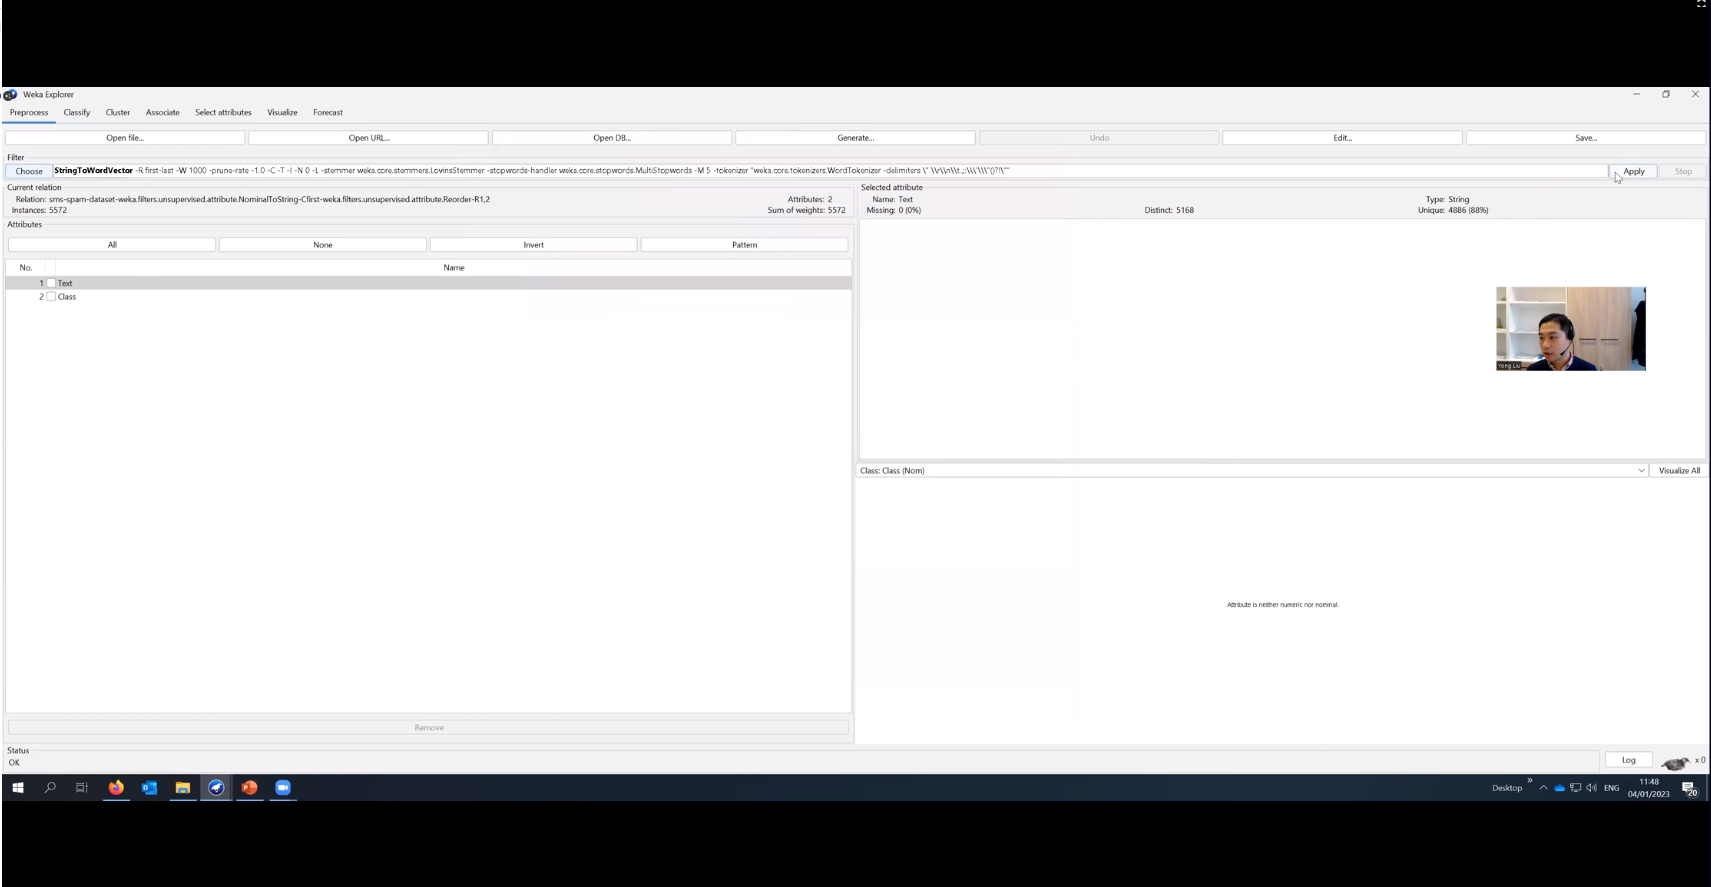 Weka Explorer
Preprocess Classify Cluster Associate Select attributes Visualize Forecast
Open file... Open URL... Open DB... Generate... Undo Edit... Save...
Filter
Choose StringToWordVector -R first-last -W 1000 -prune-rate -1.0 -C -T -I -N 0 -L -stemmer weka.core.stemmers.LovinsStemmer -stopwords-handler weka.core.stopwords.MultiStopwords -M 5 -tokenizer "weka.core.tokenizers.WordTokenizer -delimiters \" \\r\\n\\t.,;:\\\'\\\"()?!\"" Apply Stop
Current relation
Relation: sms-spam-dataset-weka.filters.unsupervised.attribute.NominalToString-Cfirst-weka.filters.unsupervised.attribute.Reorder-R1,2 Attributes: 2
Instances: 5572 Sum of weights: 5572
Selected attribute
Name: Text Type: String
Missing: 0 (0%) Distinct: 5168 Unique: 4886 (88%)
Attributes
All None Invert Pattern
No. Name
1 Text
2 Class
Yong Liu
Class: Class (Nom) Visualize All
Attribute is neither numeric nor nominal.
Remove
Status
OK
Log x 0
Desktop ENG 11:48
04/01/2023 20